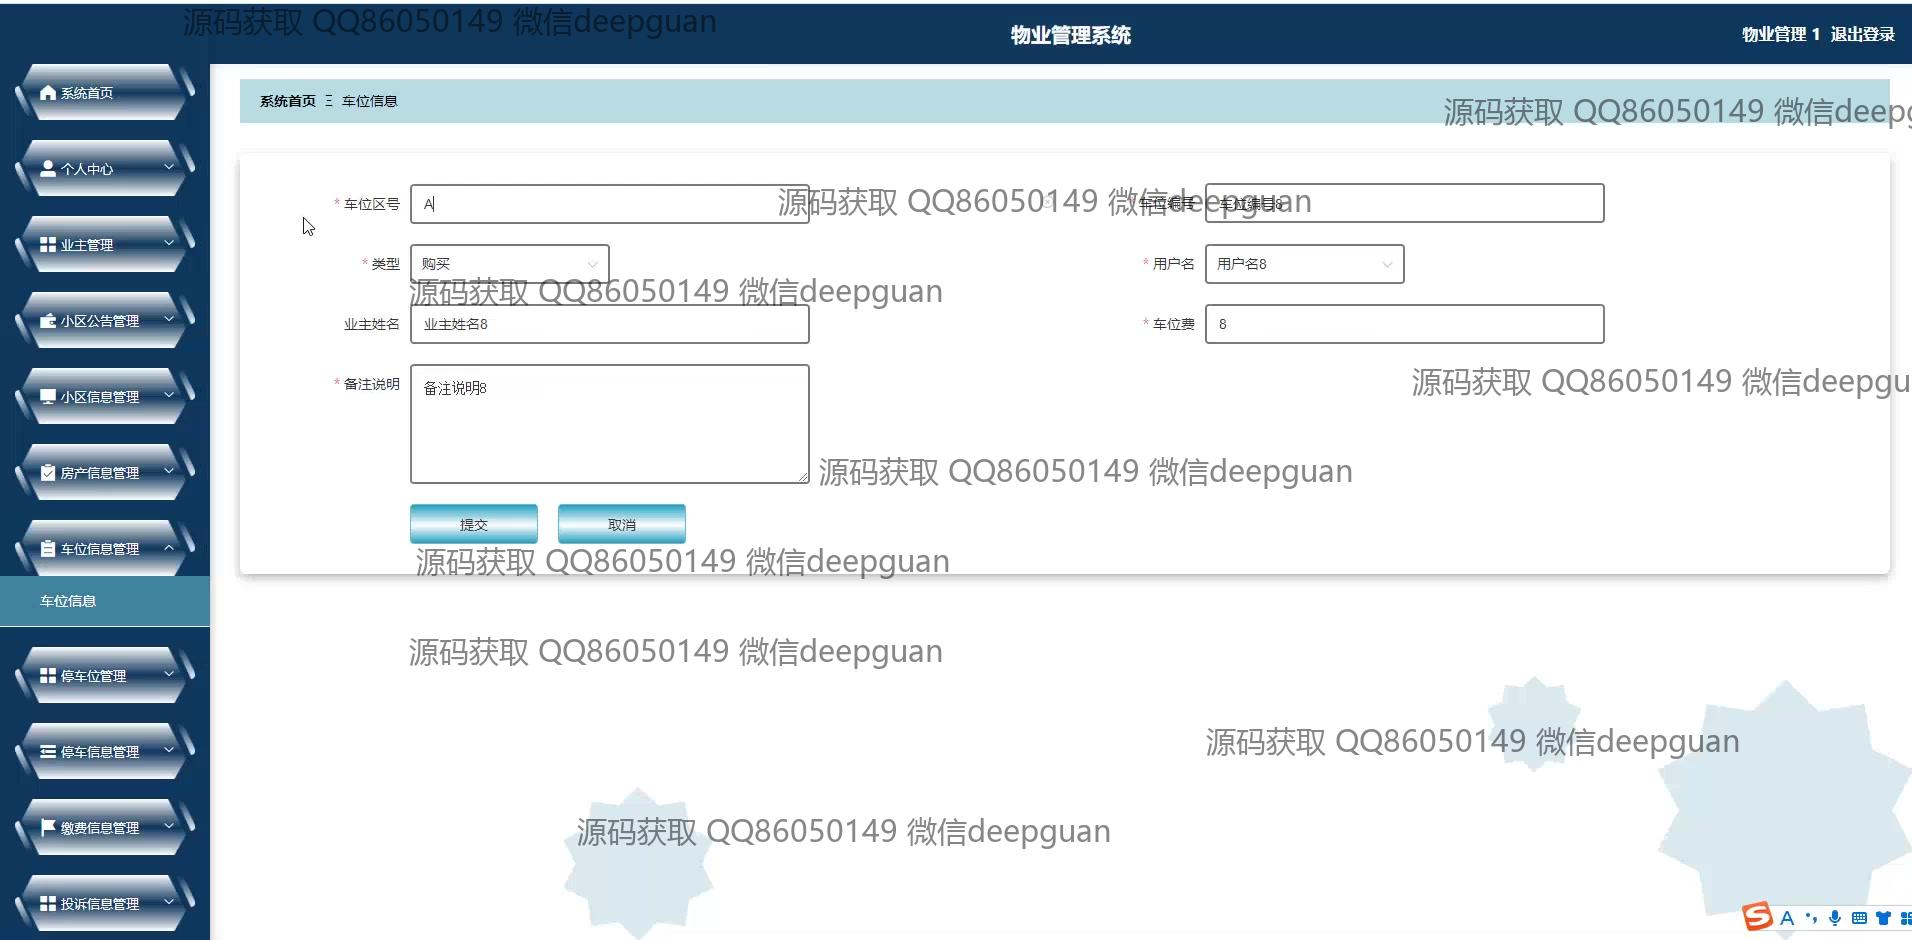 源码获取 QQ86050149 微信deepguan
物业管理系统
物业管理 1 退出登录
系统首页
个人中心
业主管理
小区公告管理
小区信息管理
房产信息管理
车位信息管理
车位信息
停车位管理
停车信息管理
缴费信息管理
投诉信息管理
系统首页 Ξ 车位信息
源码获取 QQ86050149 微信deepg
* 车位区号 A
源码获取 QQ86050149 微信deepguan
* 车位编号 车位编号8
* 类型 购买
* 用户名 用户名8
源码获取 QQ86050149 微信deepguan
业主姓名 业主姓名8
* 车位费 8
* 备注说明 备注说明8
源码获取 QQ86050149 微信deepgu
源码获取 QQ86050149 微信deepguan
提交 取消
源码获取 QQ86050149 微信deepguan
源码获取 QQ86050149 微信deepguan
源码获取 QQ86050149 微信deepguan
源码获取 QQ86050149 微信deepguan
S A